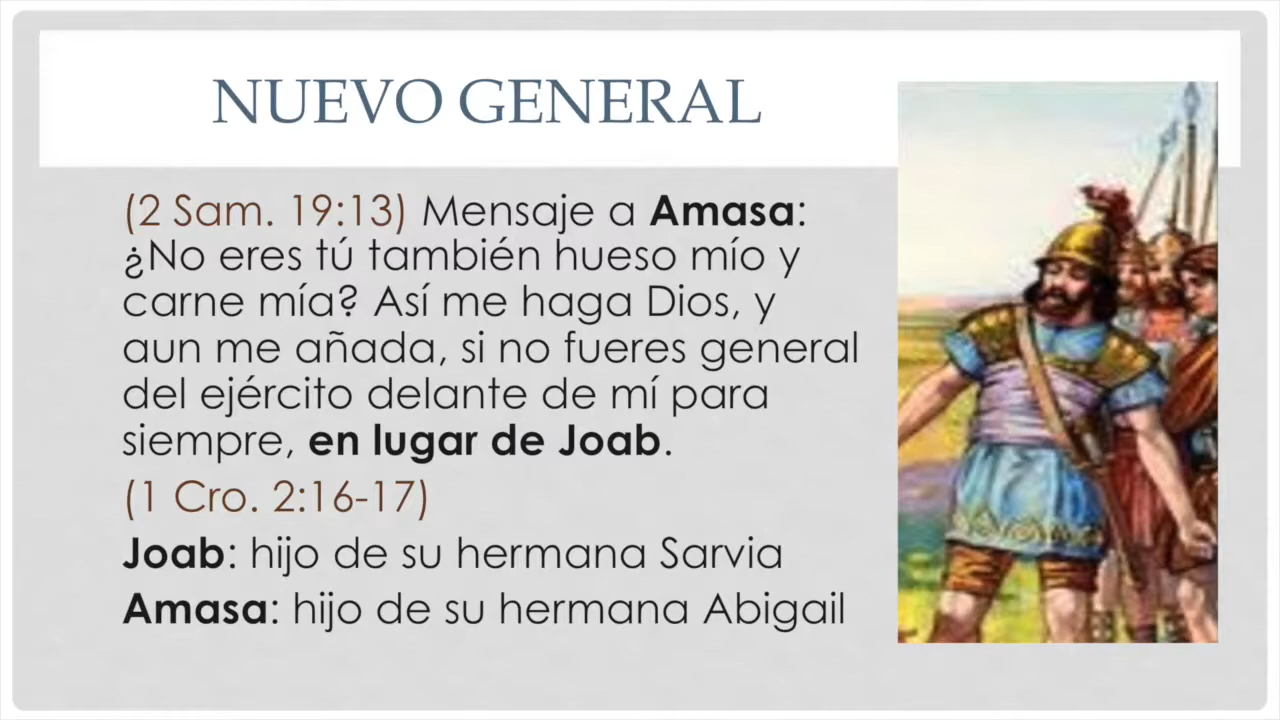 NUEVO GENERAL
(2 Sam. 19:13) Mensaje a Amasa:
¿No eres tú también hueso mío y
carne mía? Así me haga Dios, y
aun me añada, si no fueres general
del ejército delante de mí para
siempre, en lugar de Joab.
(1 Cro. 2:16-17)
Joab: hijo de su hermana Sarvia
Amasa: hijo de su hermana Abigail